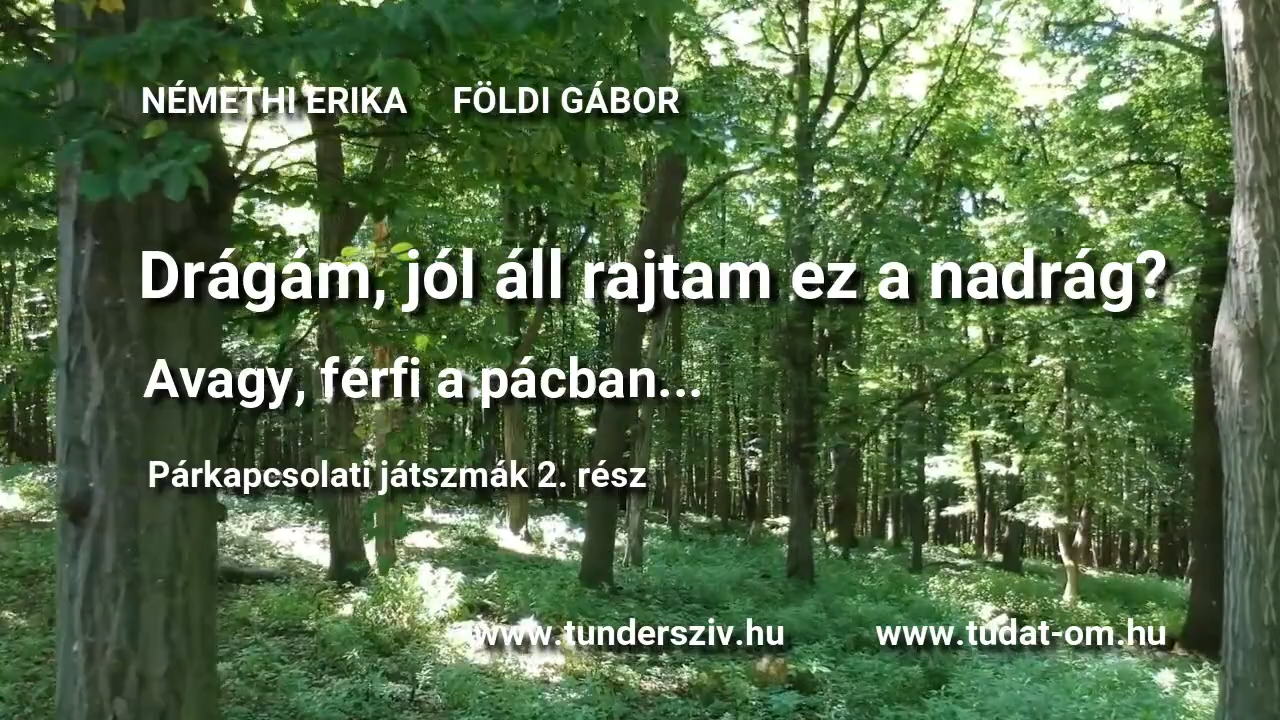 NÉMETHI ERIKA FÖLDI GÁBOR
Drágám, jól áll rajtam ez a nadrág?
Avagy, férfi a pácban...
Párkapcsolati játszmák 2. rész
www.tundersziv.hu www.tudat-om.hu